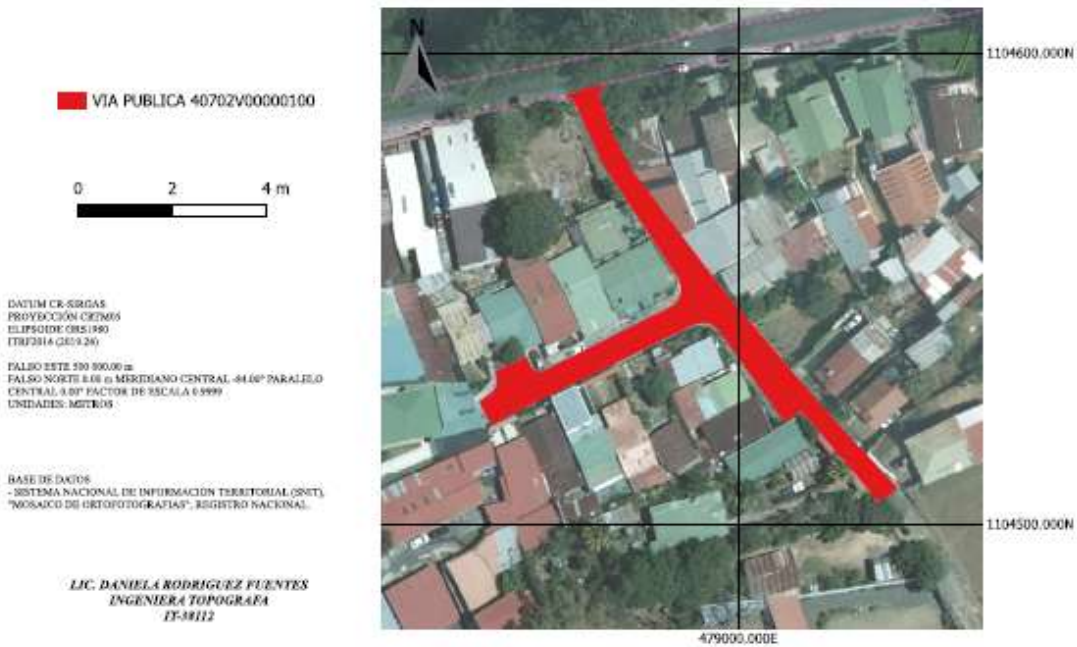 VIA PUBLICA 40702V00000100
0 2 4 m
DATUM CR-SIRGAS
PROYECCIÓN CRTM05
ELIPSOIDE GRS1980
ITRF2014 (2019.24)
FALSO ESTE 500 000.00 m
FALSO NORTE 0.00 m MERIDIANO CENTRAL -84.00° PARALELO
CENTRAL 0.00° FACTOR DE ESCALA 0.9999
UNIDADES: METROS
BASE DE DATOS
- SISTEMA NACIONAL DE INFORMACIÓN TERRITORIAL (SNIT),
"MOSAICO DE ORTOFOTOGRAFIAS", REGISTRO NACIONAL.
LIC. DANIELA RODRIGUEZ FUENTES
INGENIERA TOPOGRAFA
IT-38112
N
1104600.000N
1104500.000N
479000.000E